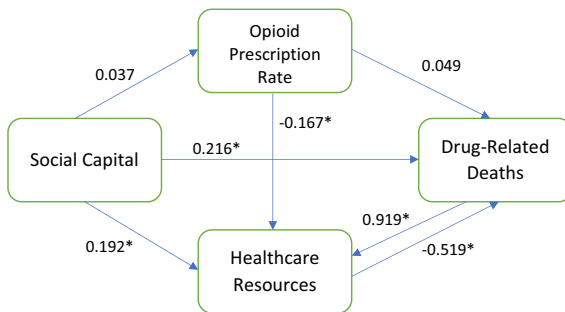 Opioid
Prescription
Rate
0.037
0.049
-0.167*
Social Capital
0.216*
Drug-Related
Deaths
0.192*
0.919*
-0.519*
Healthcare
Resources